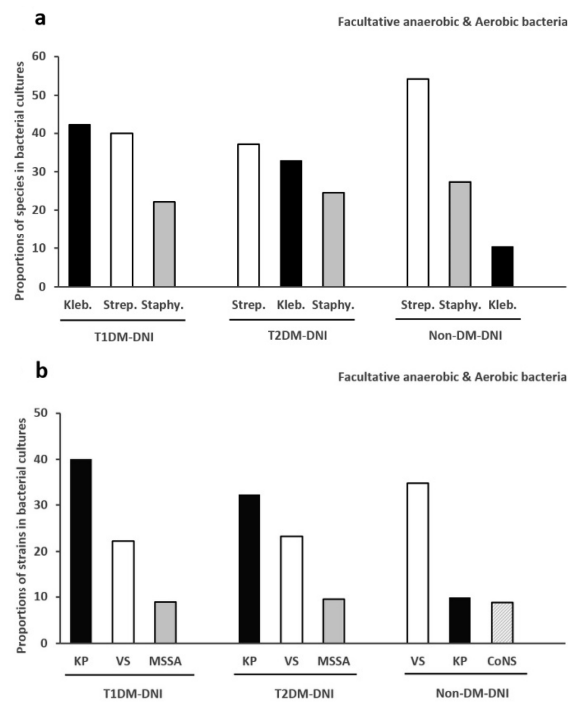 a
Facultative anaerobic & Aerobic bacteria
Proportions of species in bacterial cultures
60
50
40
30
20
10
0
Kleb. Strep. Staphy. Strep. Kleb. Staphy. Strep. Staphy. Kleb.
T1DM-DNI T2DM-DNI Non-DM-DNI
b
Facultative anaerobic & Aerobic bacteria
Proportions of strains in bacterial cultures
50
40
30
20
10
0
KP VS MSSA KP VS MSSA VS KP CoNS
T1DM-DNI T2DM-DNI Non-DM-DNI